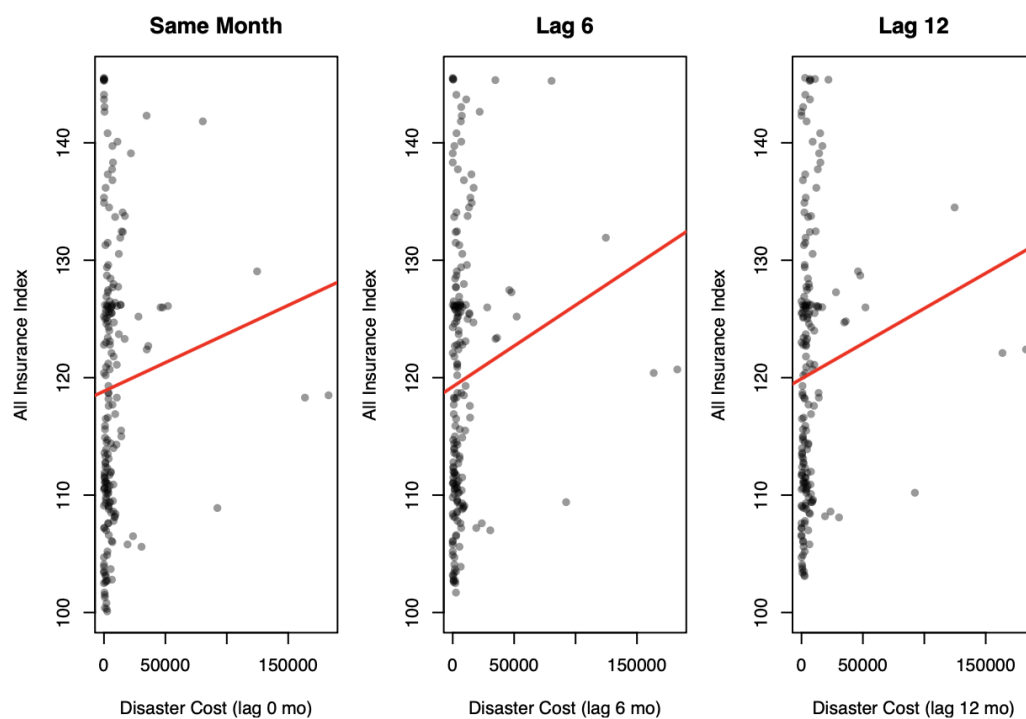 Same Month
Lag 6
Lag 12
All Insurance Index
100 110 120 130 140
0 50000 150000
Disaster Cost (lag 0 mo)
All Insurance Index
100 110 120 130 140
0 50000 150000
Disaster Cost (lag 6 mo)
All Insurance Index
100 110 120 130 140
0 50000 150000
Disaster Cost (lag 12 mo)